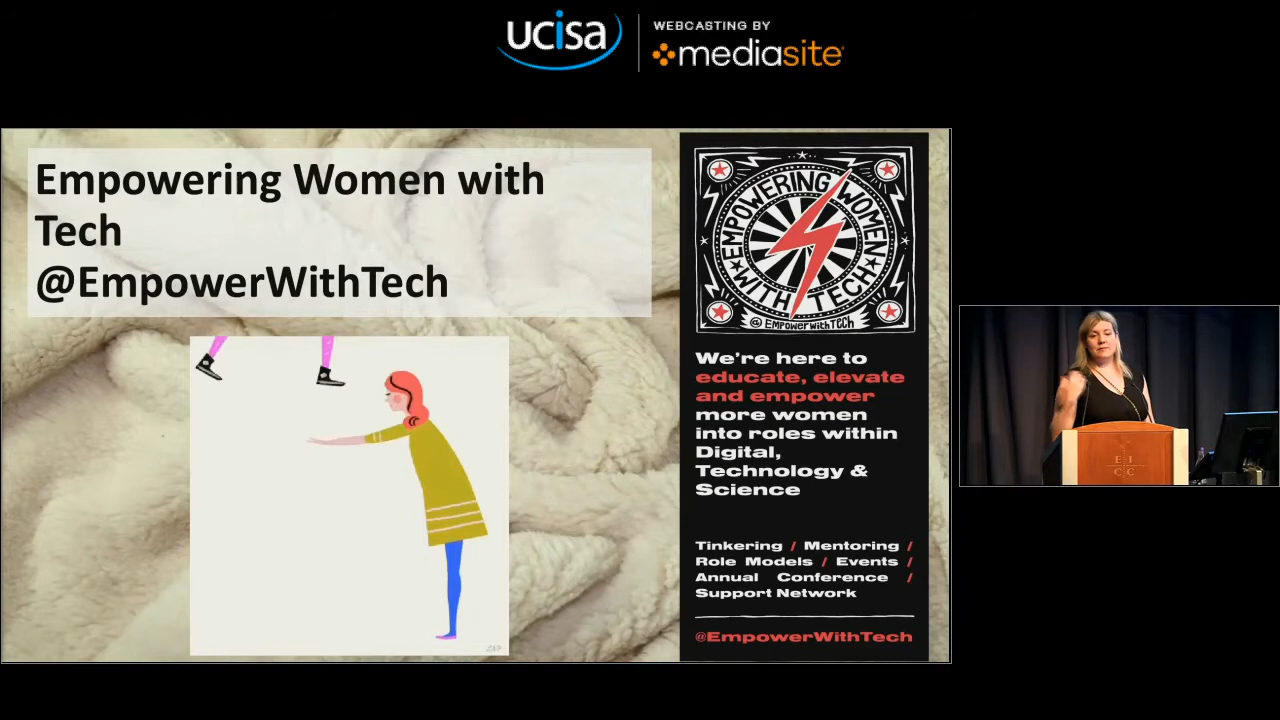 ucisa
WEBCASTING BY
mediasite
Empowering Women with
Tech
@EmpowerWithTech
EMPOWERING WOMEN
WITH TECH
@EmpowerwithTECh
We're here to
educate, elevate
and empower
more women
into roles within
Digital,
Technology &
Science
Tinkering / Mentoring /
Role Models / Events /
Annual Conference /
Support Network
@EmpowerWithTech
E I
C C